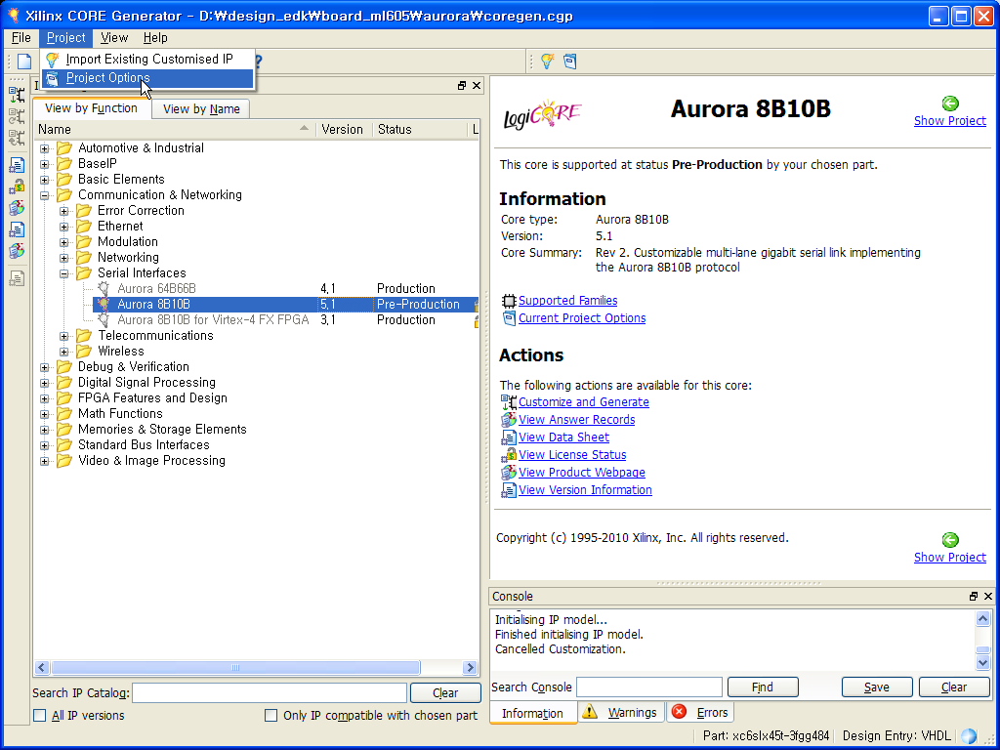 Xilinx CORE Generator - D:₩design_edk₩board_ml605₩aurora₩coregen.cgp
File Project View Help
Import Existing Customised IP
Project Options
View by Function
View by Name
Name Version Status L
Automotive & Industrial
BaseIP
Basic Elements
Communication & Networking
Error Correction
Ethernet
Modulation
Networking
Serial Interfaces
Aurora 64B66B 4,1 Production
Aurora 8B10B 5,1 Pre-Production
Aurora 8B10B for Virtex-4 FX FPGA 3,1 Production
Telecommunications
Wireless
Debug & Verification
Digital Signal Processing
FPGA Features and Design
Math Functions
Memories & Storage Elements
Standard Bus Interfaces
Video & Image Processing
Search IP Catalog: Clear
All IP versions Only IP compatible with chosen part
LogiCORE
Aurora 8B10B
Show Project
This core is supported at status Pre-Production by your chosen part.
Information
Core type: Aurora 8B10B
Version: 5.1
Core Summary: Rev 2. Customizable multi-lane gigabit serial link implementing
the Aurora 8B10B protocol
Supported Families
Current Project Options
Actions
The following actions are available for this core:
Customize and Generate
View Answer Records
View Data Sheet
View License Status
View Product Webpage
View Version Information
Copyright (c) 1995-2010 Xilinx, Inc. All rights reserved.
Show Project
Console
Initialising IP model...
Finished initialising IP model.
Cancelled Customization.
Search Console Find Save Clear
Information Warnings Errors
Part: xc6slx45t-3fgg484 Design Entry: VHDL